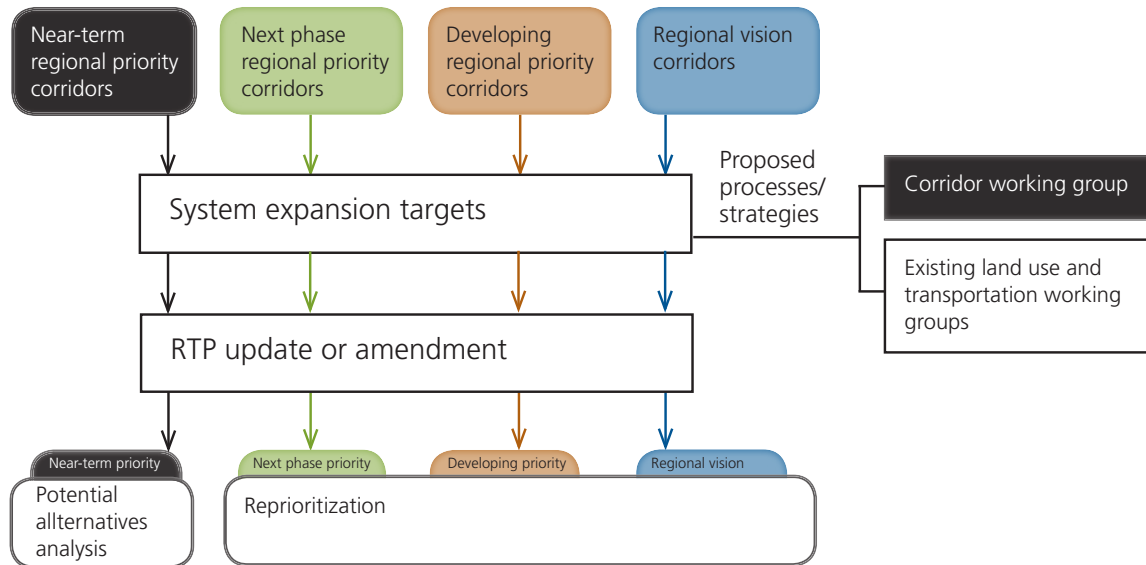 Near-term
regional priority
corridors
Next phase
regional priority
corridors
Developing
regional priority
corridors
Regional vision
corridors
Proposed
processes/
strategies
Corridor working group
System expansion targets
Existing land use and
transportation working
groups
RTP update or amendment
Near-term priority
Next phase priority
Developing priority
Regional vision
Potential
allternatives
analysis
Reprioritization